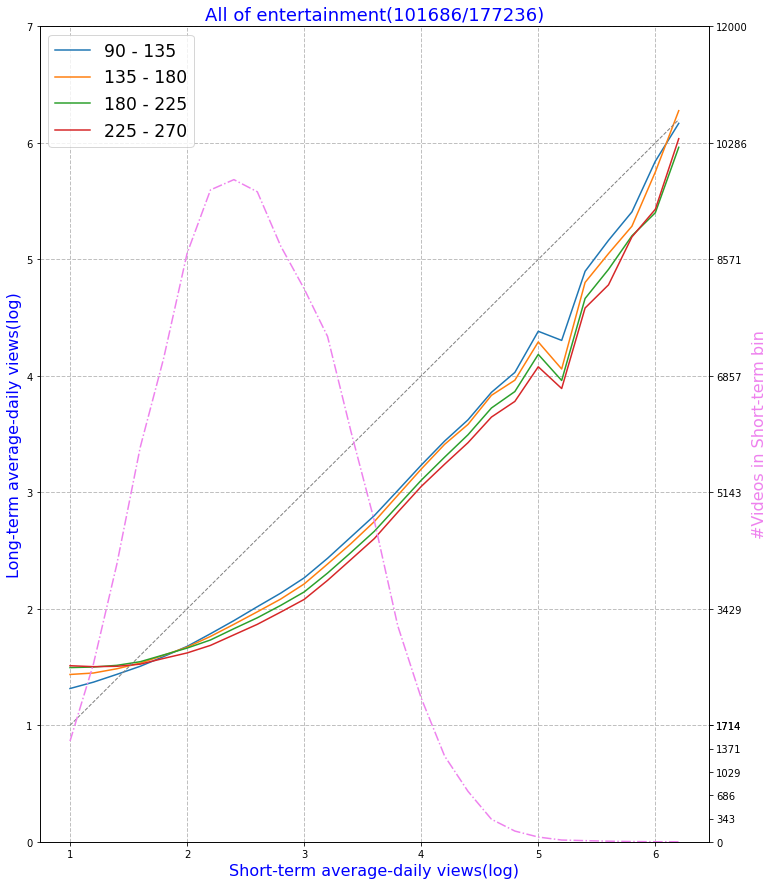 All of entertainment(101686/177236)
90 - 135
135 - 180
180 - 225
225 - 270
Long-term average-daily views(log)
7
6
5
4
3
2
1
0
12000
10286
8571
6857
5143
3429
1714
1371
1029
686
343
0
#Videos in Short-term bin
1 2 3 4 5 6
Short-term average-daily views(log)